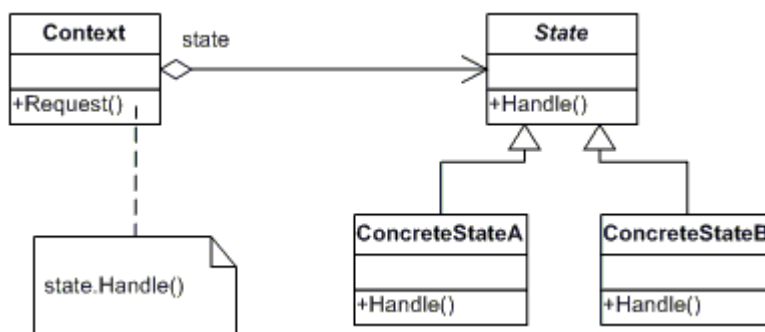 Context
state
State
+Request()
+Handle()
ConcreteStateA
ConcreteStateB
state.Handle()
+Handle()
+Handle()